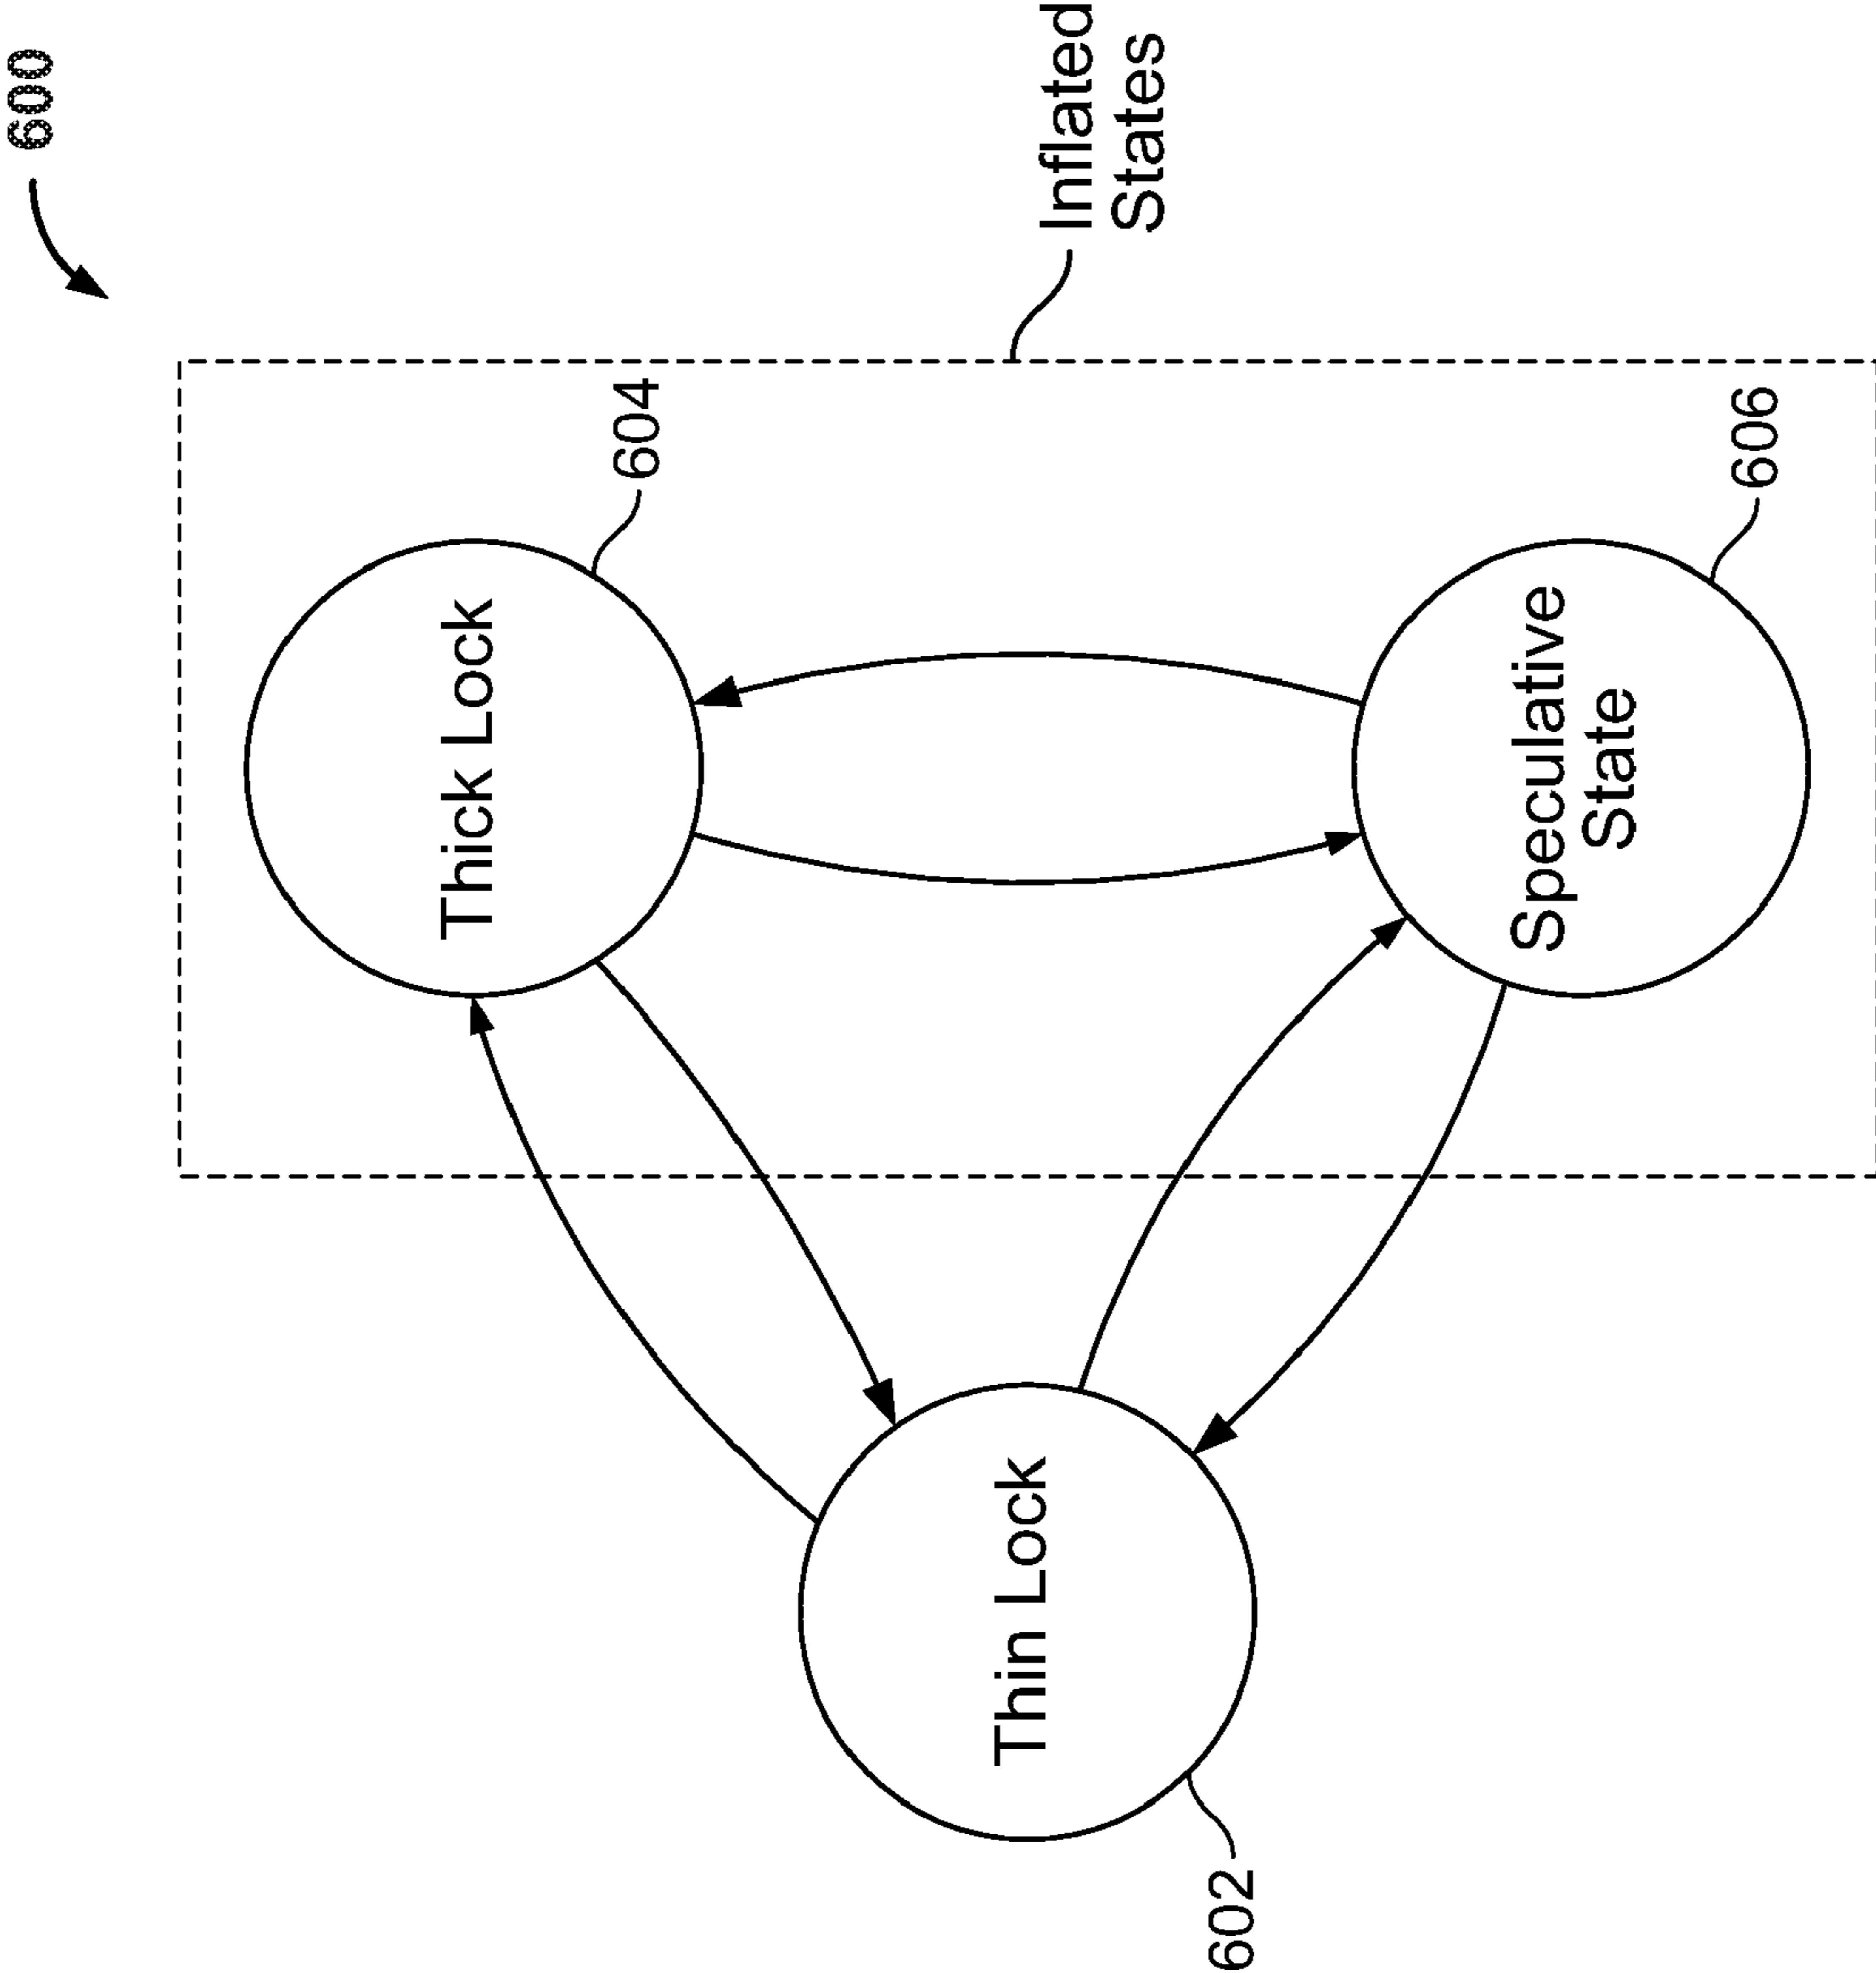 600
Thick Lock
604
Inflated
States
Thin Lock
602
Speculative
State
606